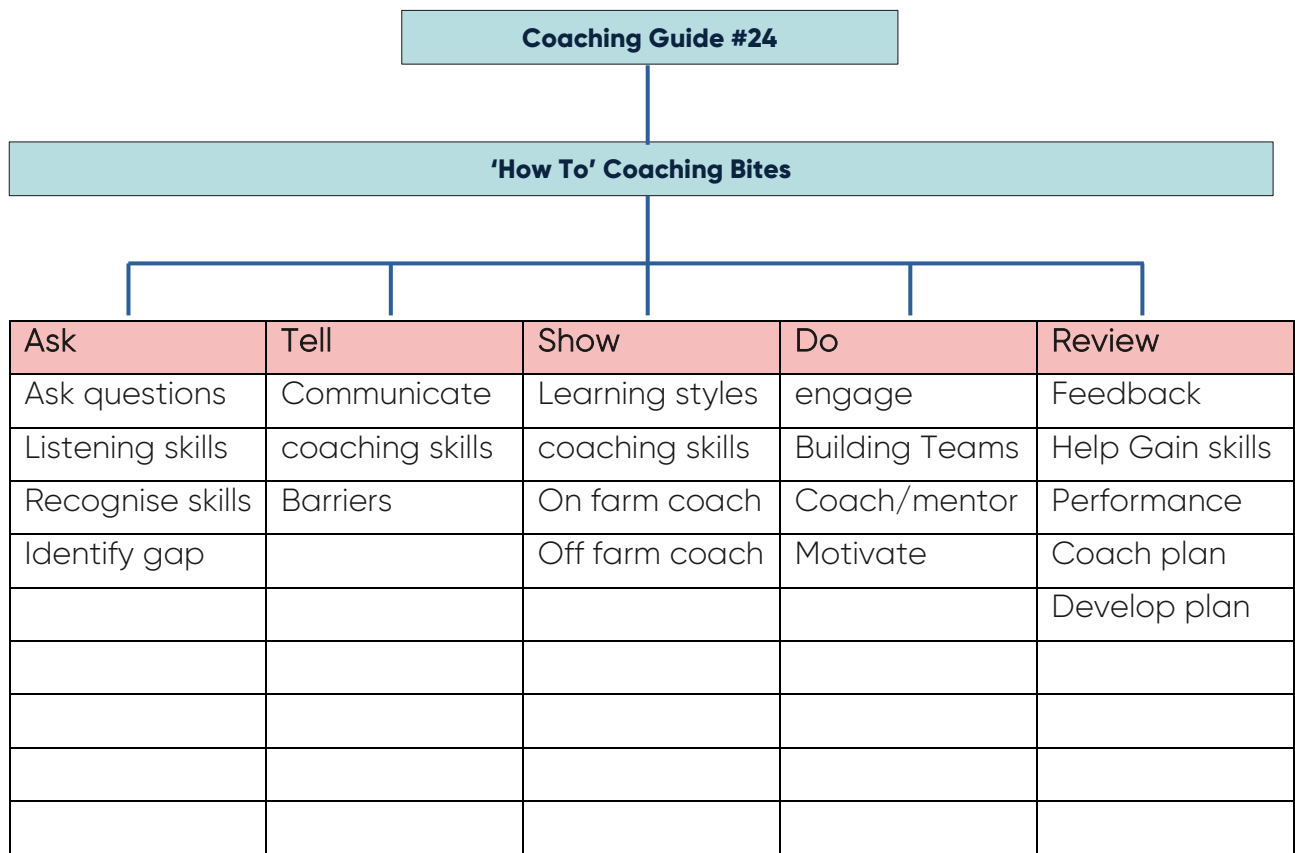 Coaching Guide #24
‘How To’ Coaching Bites
Ask Tell Show Do Review
Ask questions Communicate Learning styles engage Feedback
Listening skills coaching skills coaching skills Building Teams Help Gain skills
Recognise skills Barriers On farm coach Coach/mentor Performance
Identify gap Off farm coach Motivate Coach plan
Develop plan